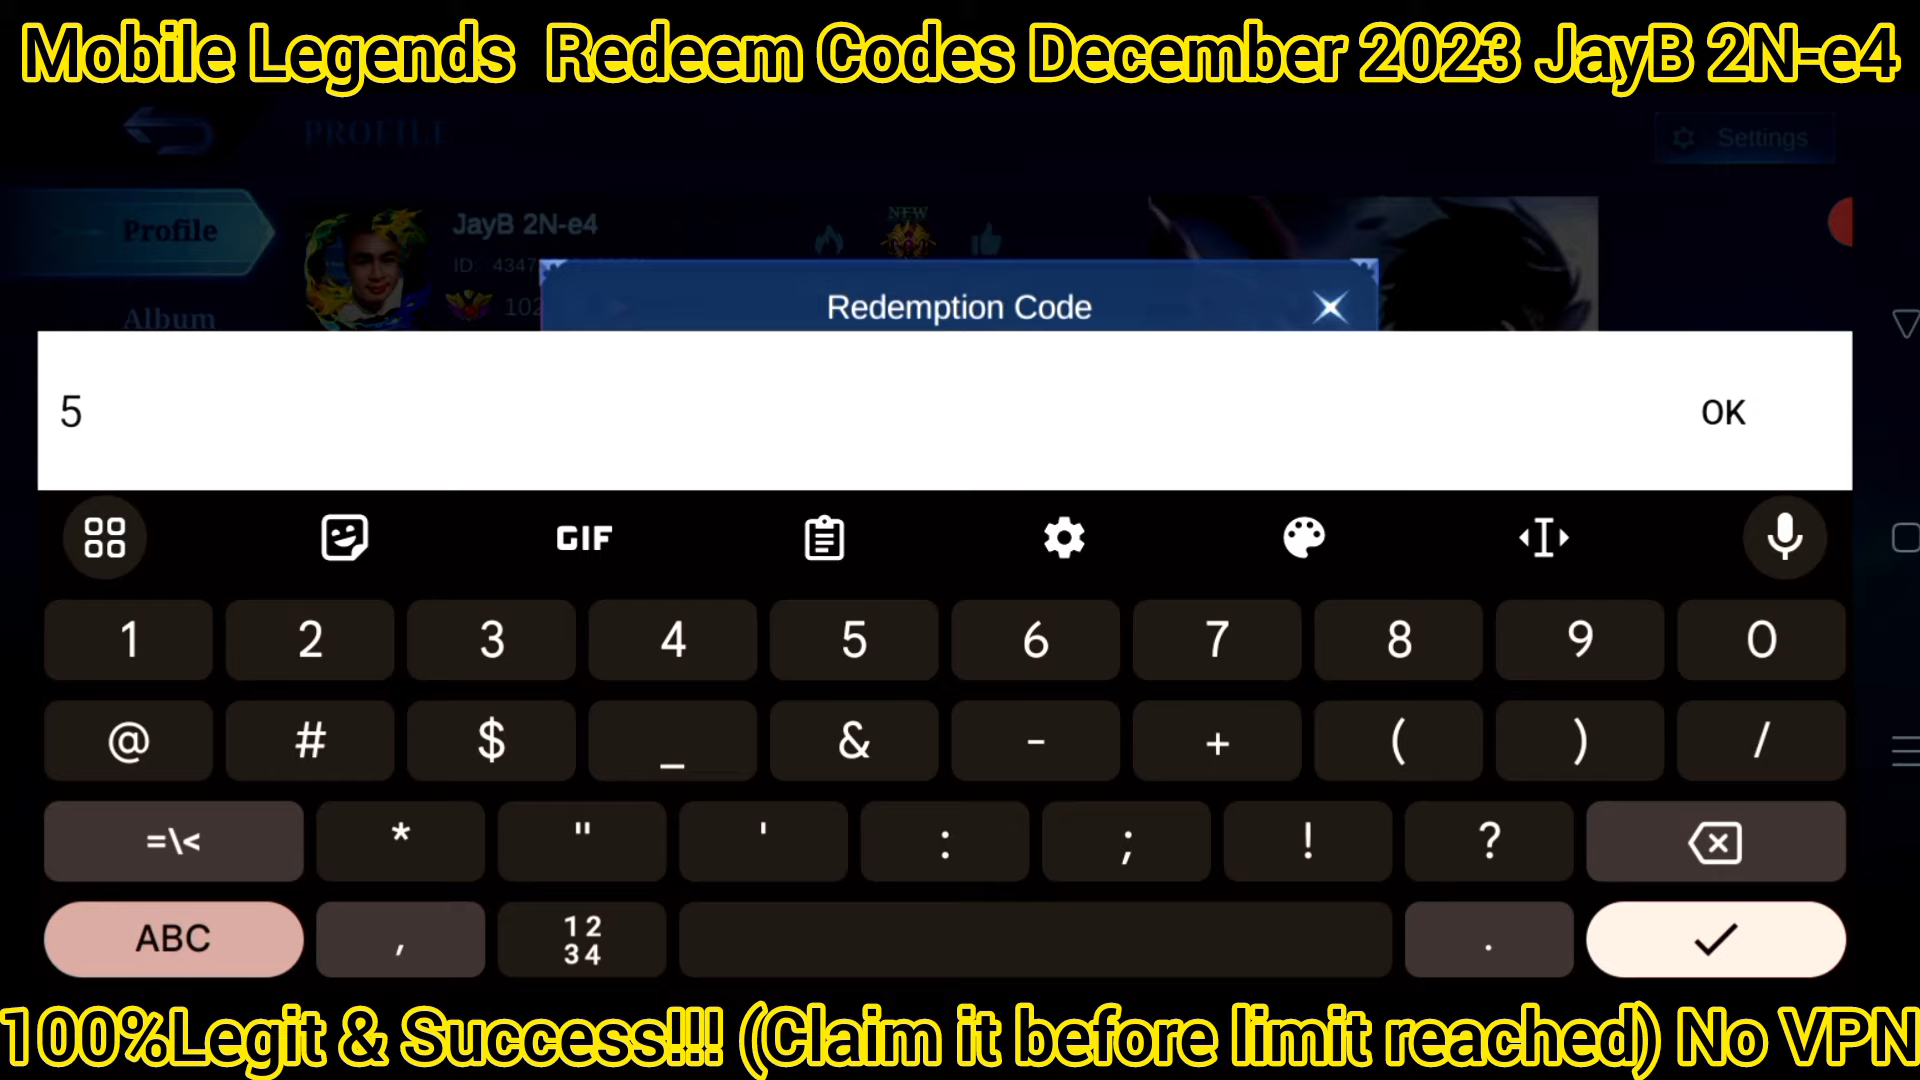 Mobile Legends Redeem Codes December 2023 JayB 2N-e4
PROFILE
Settings
Profile
JayB 2N-e4
NEW
ID: 4347
102
Album
Redemption Code
5
OK
GIF
1 2 3 4 5 6 7 8 9 0
@ # $ _ & - + ( ) /
=\< * " ' : ; ! ?
ABC , 12 .
34
100%Legit & Success!!! (Claim it before limit reached) No VPN